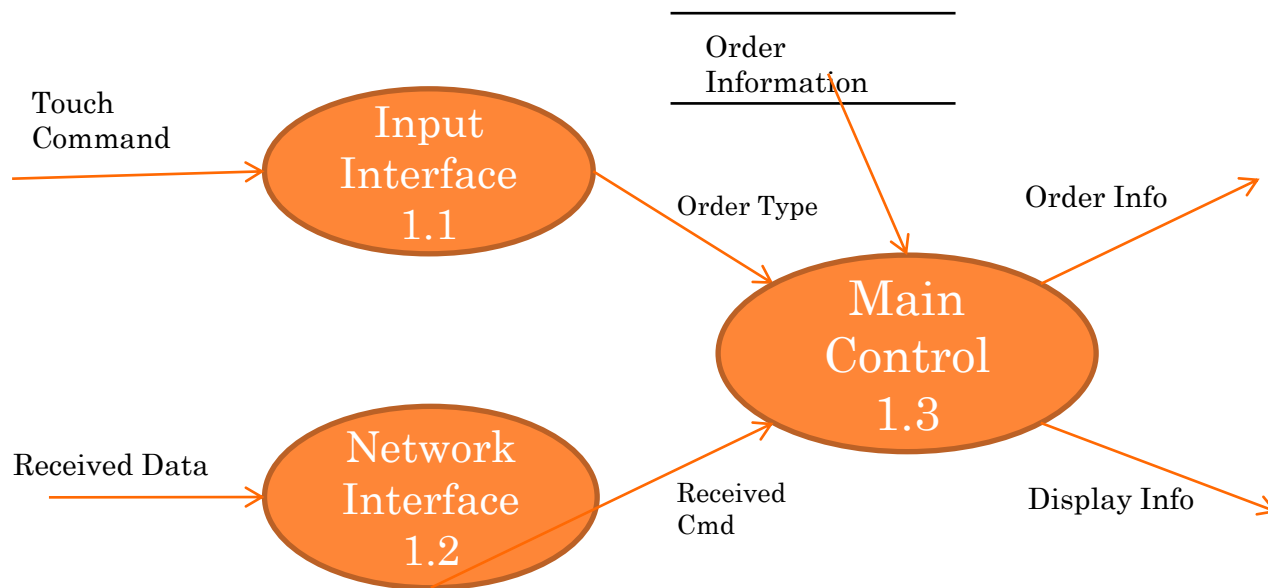 Order
Information
Touch
Command
Input
Interface
1.1
Order Type
Order Info
Main
Control
1.3
Received Data
Network
Interface
1.2
Received
Cmd
Display Info